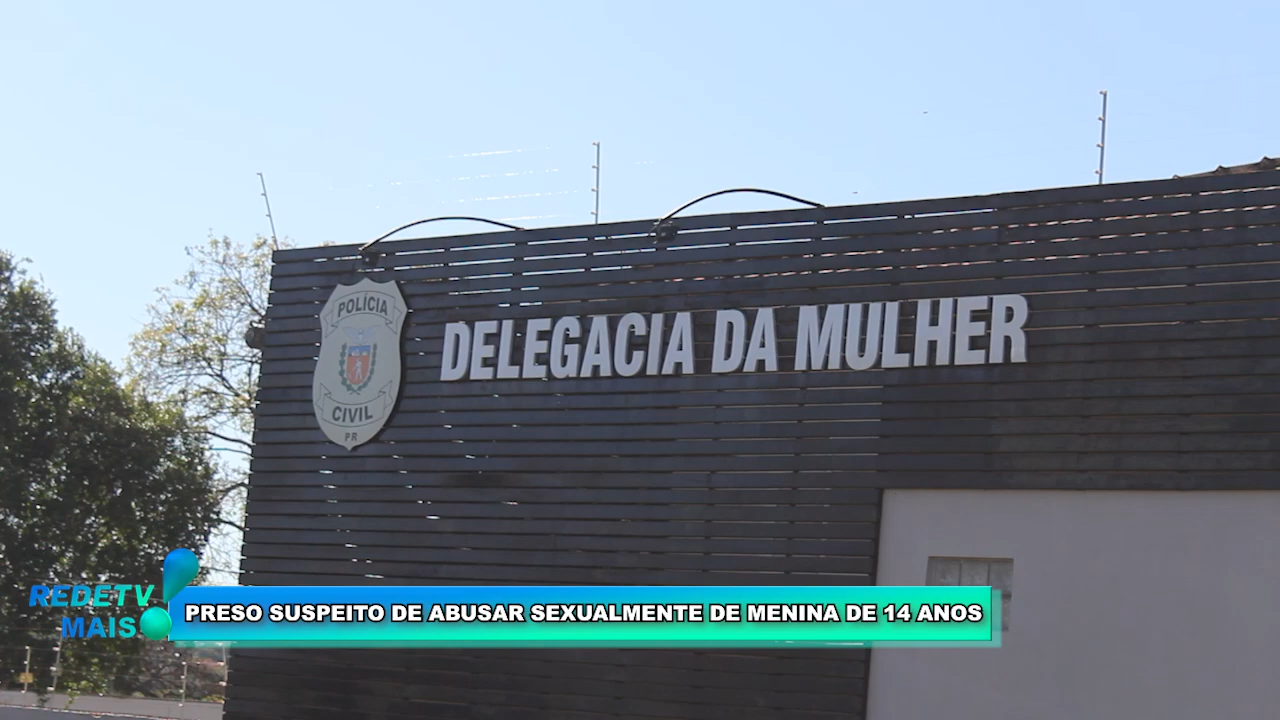 POLÍCIA
CIVIL
PR
DELEGACIA DA MULHER
REDETV
MAIS
PRESO SUSPEITO DE ABUSAR SEXUALMENTE DE MENINA DE 14 ANOS